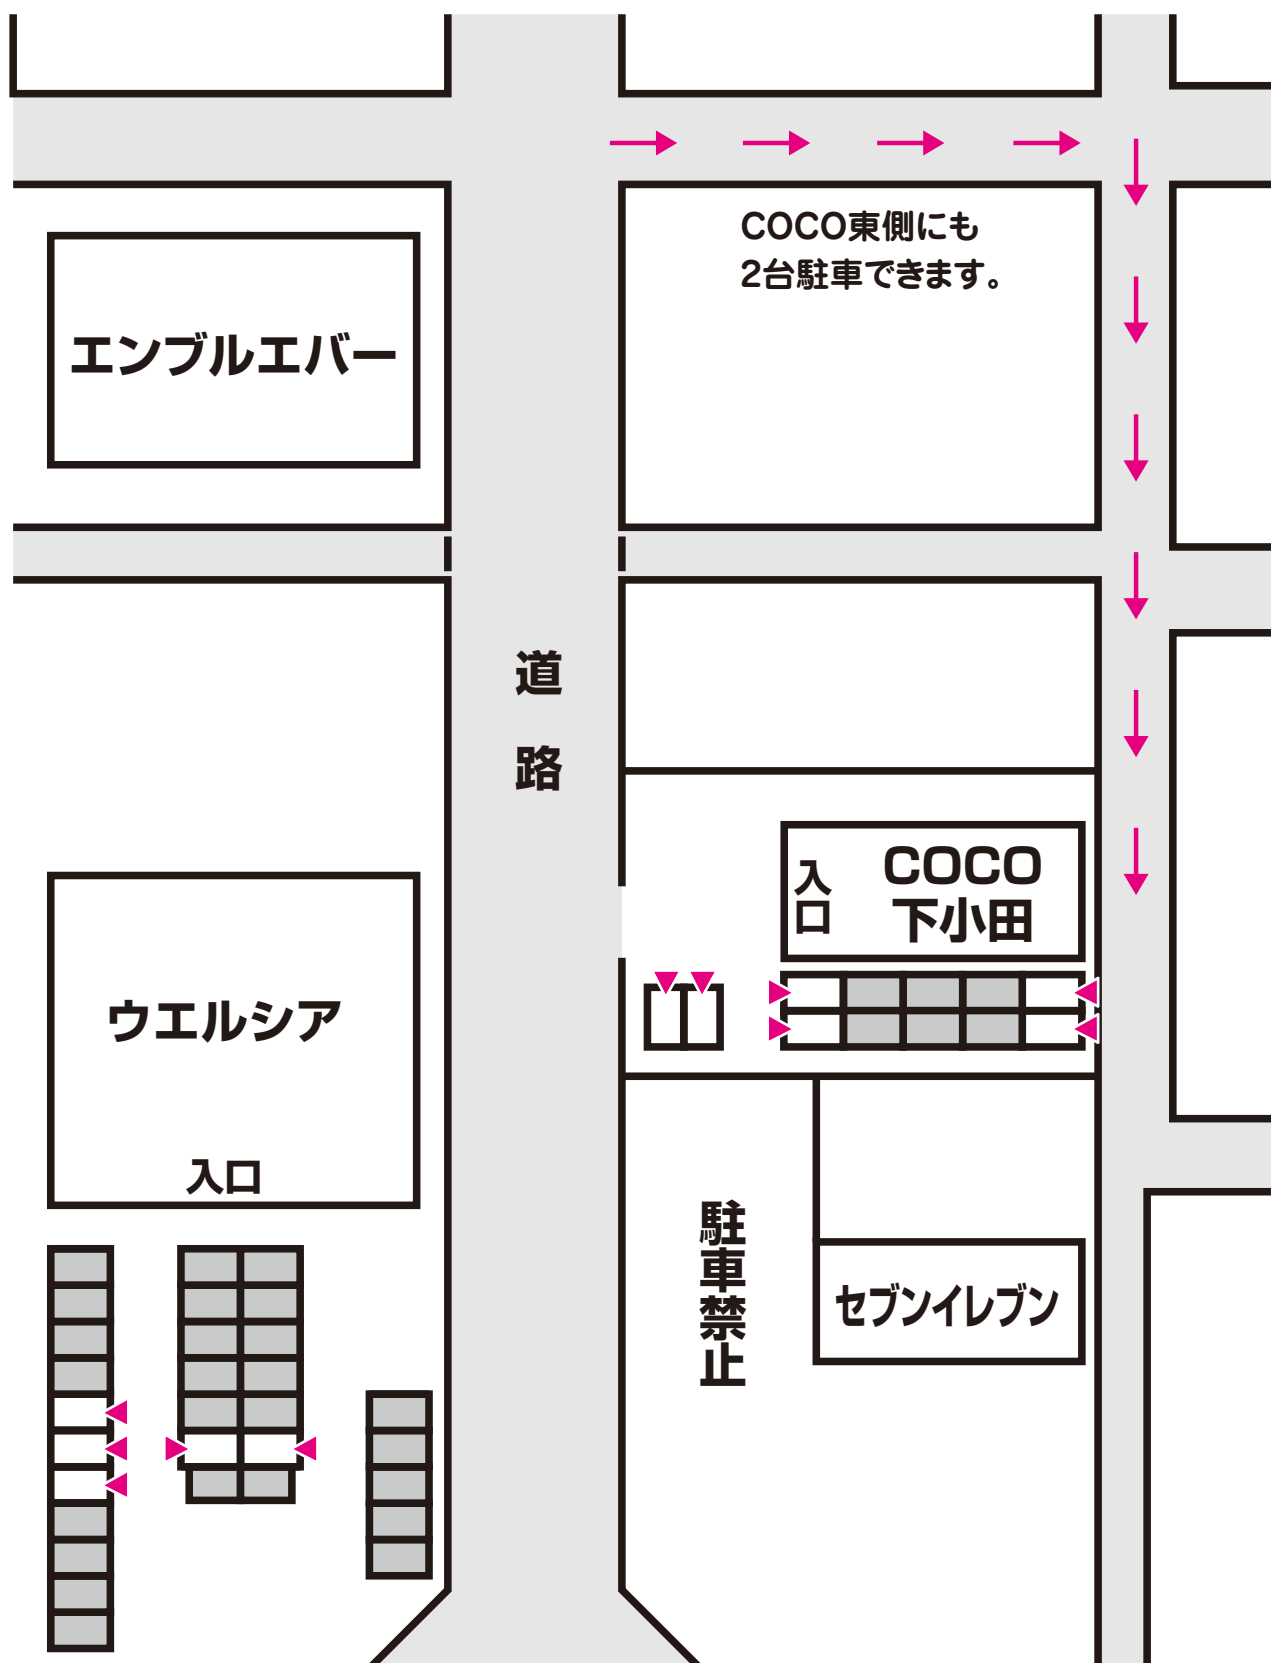 COCO東側にも
2台駐車できます。
エンブルエバー
道路
入口
COCO
下小田
ウエルシア
入口
駐車禁止
セブンイレブン